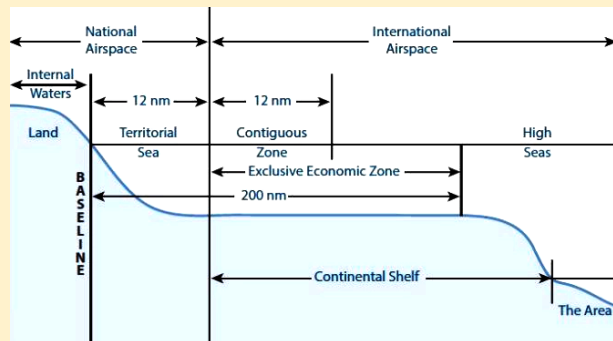 National
Airspace
International
Airspace
Internal
Waters
12 nm
12 nm
Land
Territorial
Sea
Contiguous
Zone
High
Seas
Exclusive Economic Zone
200 nm
BASELINE
Continental Shelf
The Area